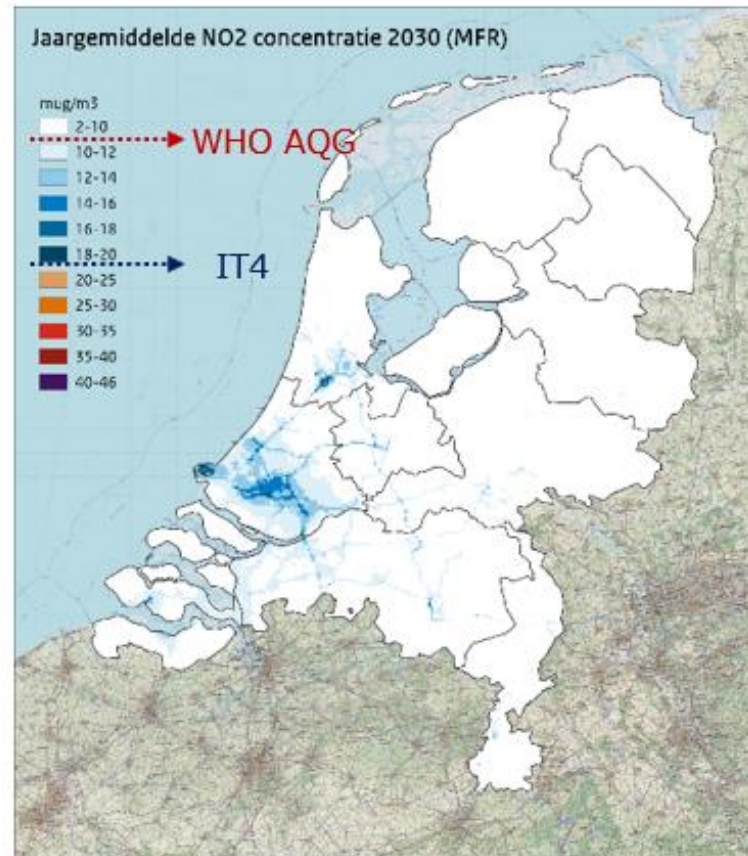 Jaargemiddelde NO2 concentratie 2030 (MFR)
mug/m3
2-10
WHO AQG
10-12
12-14
14-16
16-18
18-20
IT4
20-25
25-30
30-35
35-40
40-46